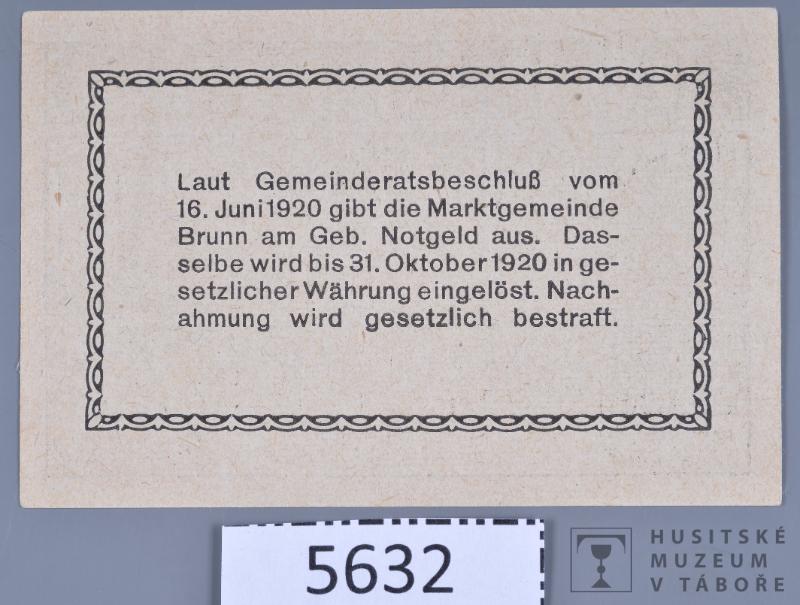 Laut Gemeinderatsbeschluß vom
16. Juni 1920 gibt die Marktgemeinde
Brunn am Geb. Notgeld aus. Das-
selbe wird bis 31. Oktober 1920 in ge-
setzlicher Währung eingelöst. Nach-
ahmung wird gesetzlich bestraft.
5632
HUSITSKÉ
MUZEUM
V TÁBOŘE